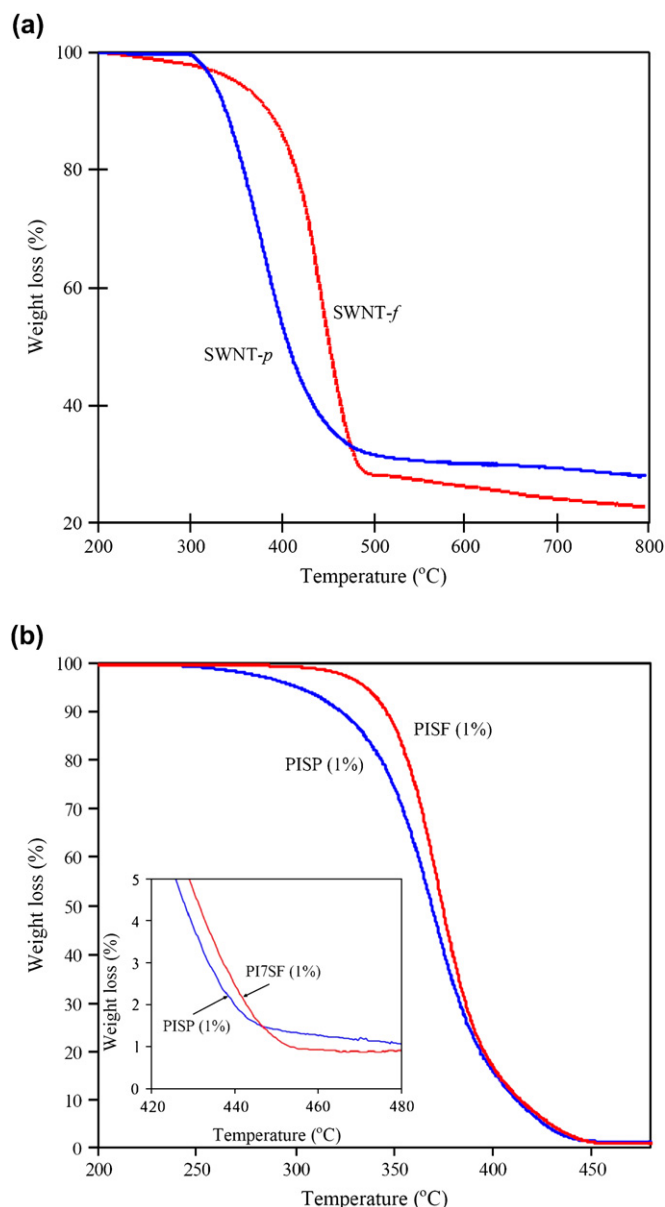 (a)
100
80
60
40
20
Weight loss (%)
SWNT-f
SWNT-p
200
300
400
500
600
700
800
Temperature (°C)
(b)
100
90
80
70
60
50
40
30
20
10
0
Weight loss (%)
PISF (1%)
PISP (1%)
5
4
3
2
1
0
Weight loss (%)
PI7SF (1%)
PISP (1%)
420
440
460
480
Temperature (°C)
200
250
300
350
400
450
Temperature (°C)